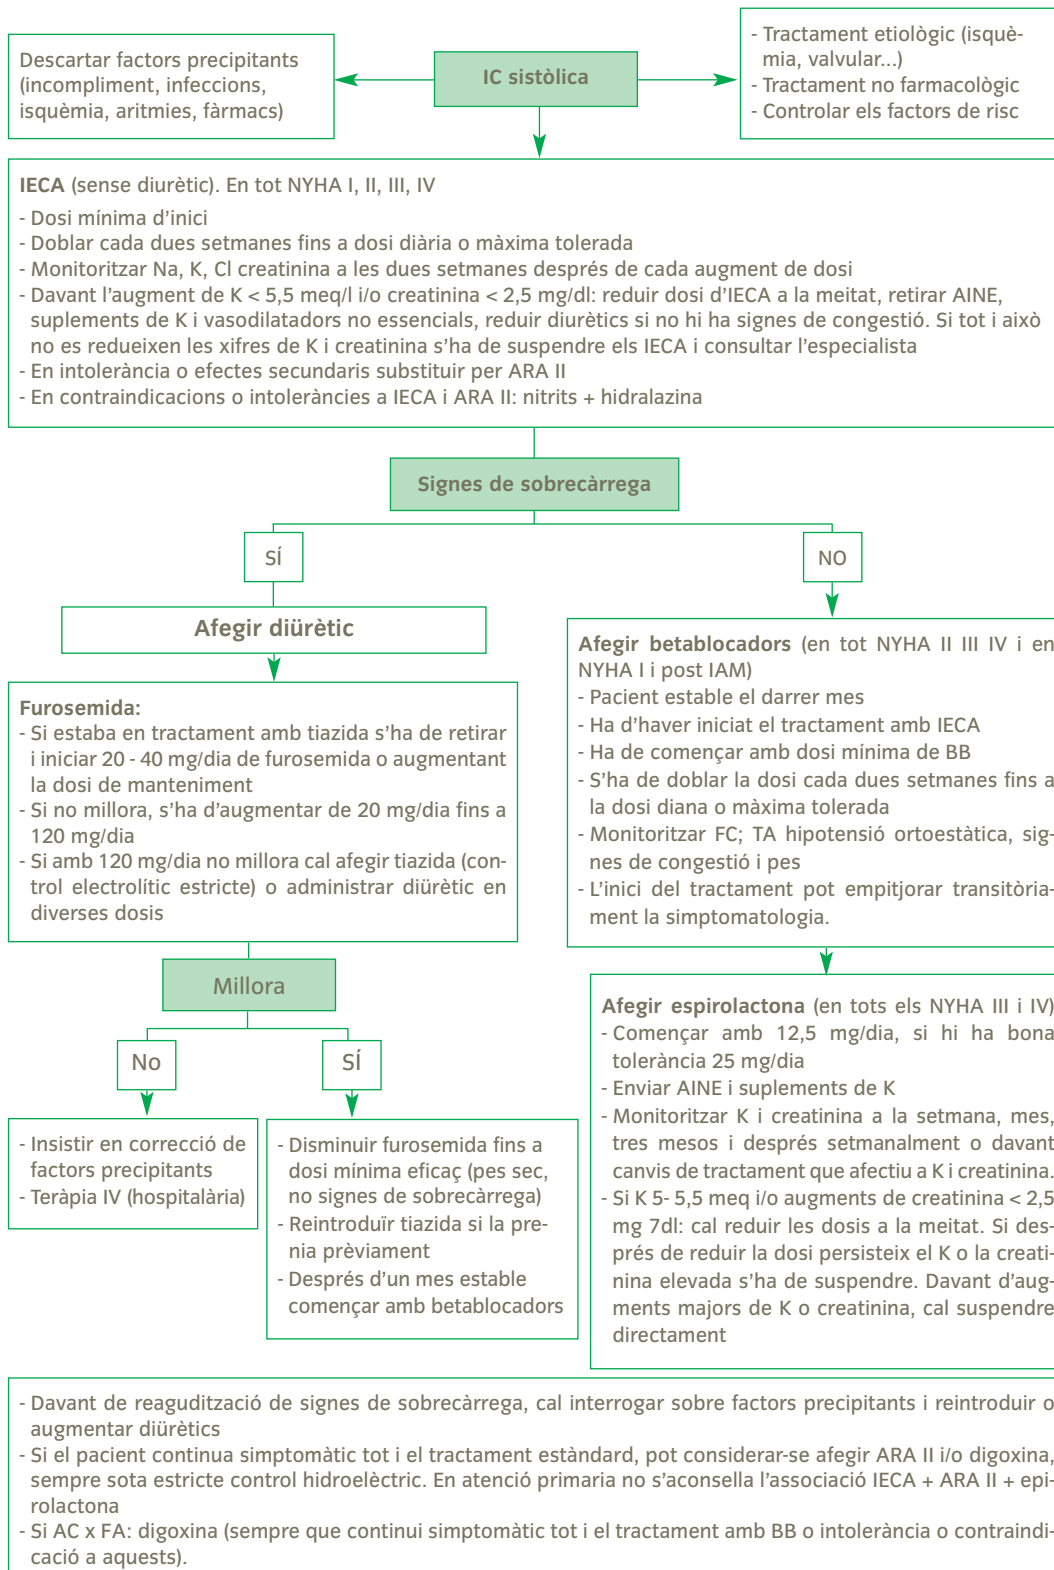 Descartar factors precipitants
(incompliment, infeccions,
isquèmia, aritmies, fàrmacs)
IC sistòlica
- Tractament etiològic (isquè-
mia, valvular...)
- Tractament no farmacològic
- Controlar els factors de risc
IECA (sense diurètic). En tot NYHA I, II, III, IV
- Dosi mínima d'inici
- Doblar cada dues setmanes fins a dosi diària o màxima tolerada
- Monitoritzar Na, K, Cl creatinina a les dues setmanes després de cada augment de dosi
- Davant l'augment de K < 5,5 meq/l i/o creatinina < 2,5 mg/dl: reduir dosi d'IECA a la meitat, retirar AINE,
suplements de K i vasodilatadors no essencials, reduir diurètics si no hi ha signes de congestió. Si tot i això
no es redueixen les xifres de K i creatinina s'ha de suspendre els IECA i consultar l'especialista
- En intolerància o efectes secundaris substituir per ARA II
- En contraindicacions o intoleràncies a IECA i ARA II: nitrits + hidralazina
Signes de sobrecàrrega
SÍ
NO
Afegir diürètic
Furosemida:
- Si estaba en tractament amb tiazida s'ha de retirar
i iniciar 20 - 40 mg/dia de furosemida o augmentant
la dosi de manteniment
- Si no millora, s'ha d'augmentar de 20 mg/dia fins a
120 mg/dia
- Si amb 120 mg/dia no millora cal afegir tiazida (con-
trol electrolític estricte) o administrar diürètic en
diverses dosis
Afegir betablocadors (en tot NYHA II III IV i en
NYHA I i post IAM)
- Pacient estable el darrer mes
- Ha d'haver iniciat el tractament amb IECA
- Ha de començar amb dosi mínima de BB
- S'ha de doblar la dosi cada dues setmanes fins a
la dosi diana o màxima tolerada
- Monitoritzar FC; TA hipotensió ortoestàtica, sig-
nes de congestió i pes
- L'inici del tractament pot empitjorar transitòria-
ment la simptomatologia.
Millora
No
SÍ
- Insistir en correcció de
factors precipitants
- Teràpia IV (hospitalària)
- Disminuir furosemida fins a
dosi mínima eficaç (pes sec,
no signes de sobrecàrrega)
- Reintroduïr tiazida si la pre-
nia prèviament
- Després d'un mes estable
començar amb betablocadors
Afegir espirolactona (en tots els NYHA III i IV)
- Començar amb 12,5 mg/dia, si hi ha bona
tolerància 25 mg/dia
- Enviar AINE i suplements de K
- Monitoritzar K i creatinina a la setmana, mes,
tres mesos i després setmanalment o davant
canvis de tractament que afectiu a K i creatinina.
- Si K 5- 5,5 meq i/o augments de creatinina < 2,5
mg 7dl: cal reduir les dosis a la meitat. Si des-
prés de reduir la dosi persisteix el K o la creati-
nina elevada s'ha de suspendre. Davant d'aug-
ments majors de K o creatinina, cal suspendre
directament
- Davant de reagudització de signes de sobrecàrrega, cal interrogar sobre factors precipitants i reintroduir o
augmentar diürètics
- Si el pacient continua simptomàtic tot i el tractament estàndard, pot considerar-se afegir ARA II i/o digoxina,
sempre sota estricte control hidroelèctric. En atenció primaria no s'aconsella l'associació IECA + ARA II + epi-
rolactona
- Si AC x FA: digoxina (sempre que continui simptomàtic tot i el tractament amb BB o intolerància o contraindi-
cació a aquests).